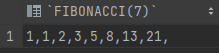 `FIBONACCI(7)`
1 1,1,2,3,5,8,13,21,